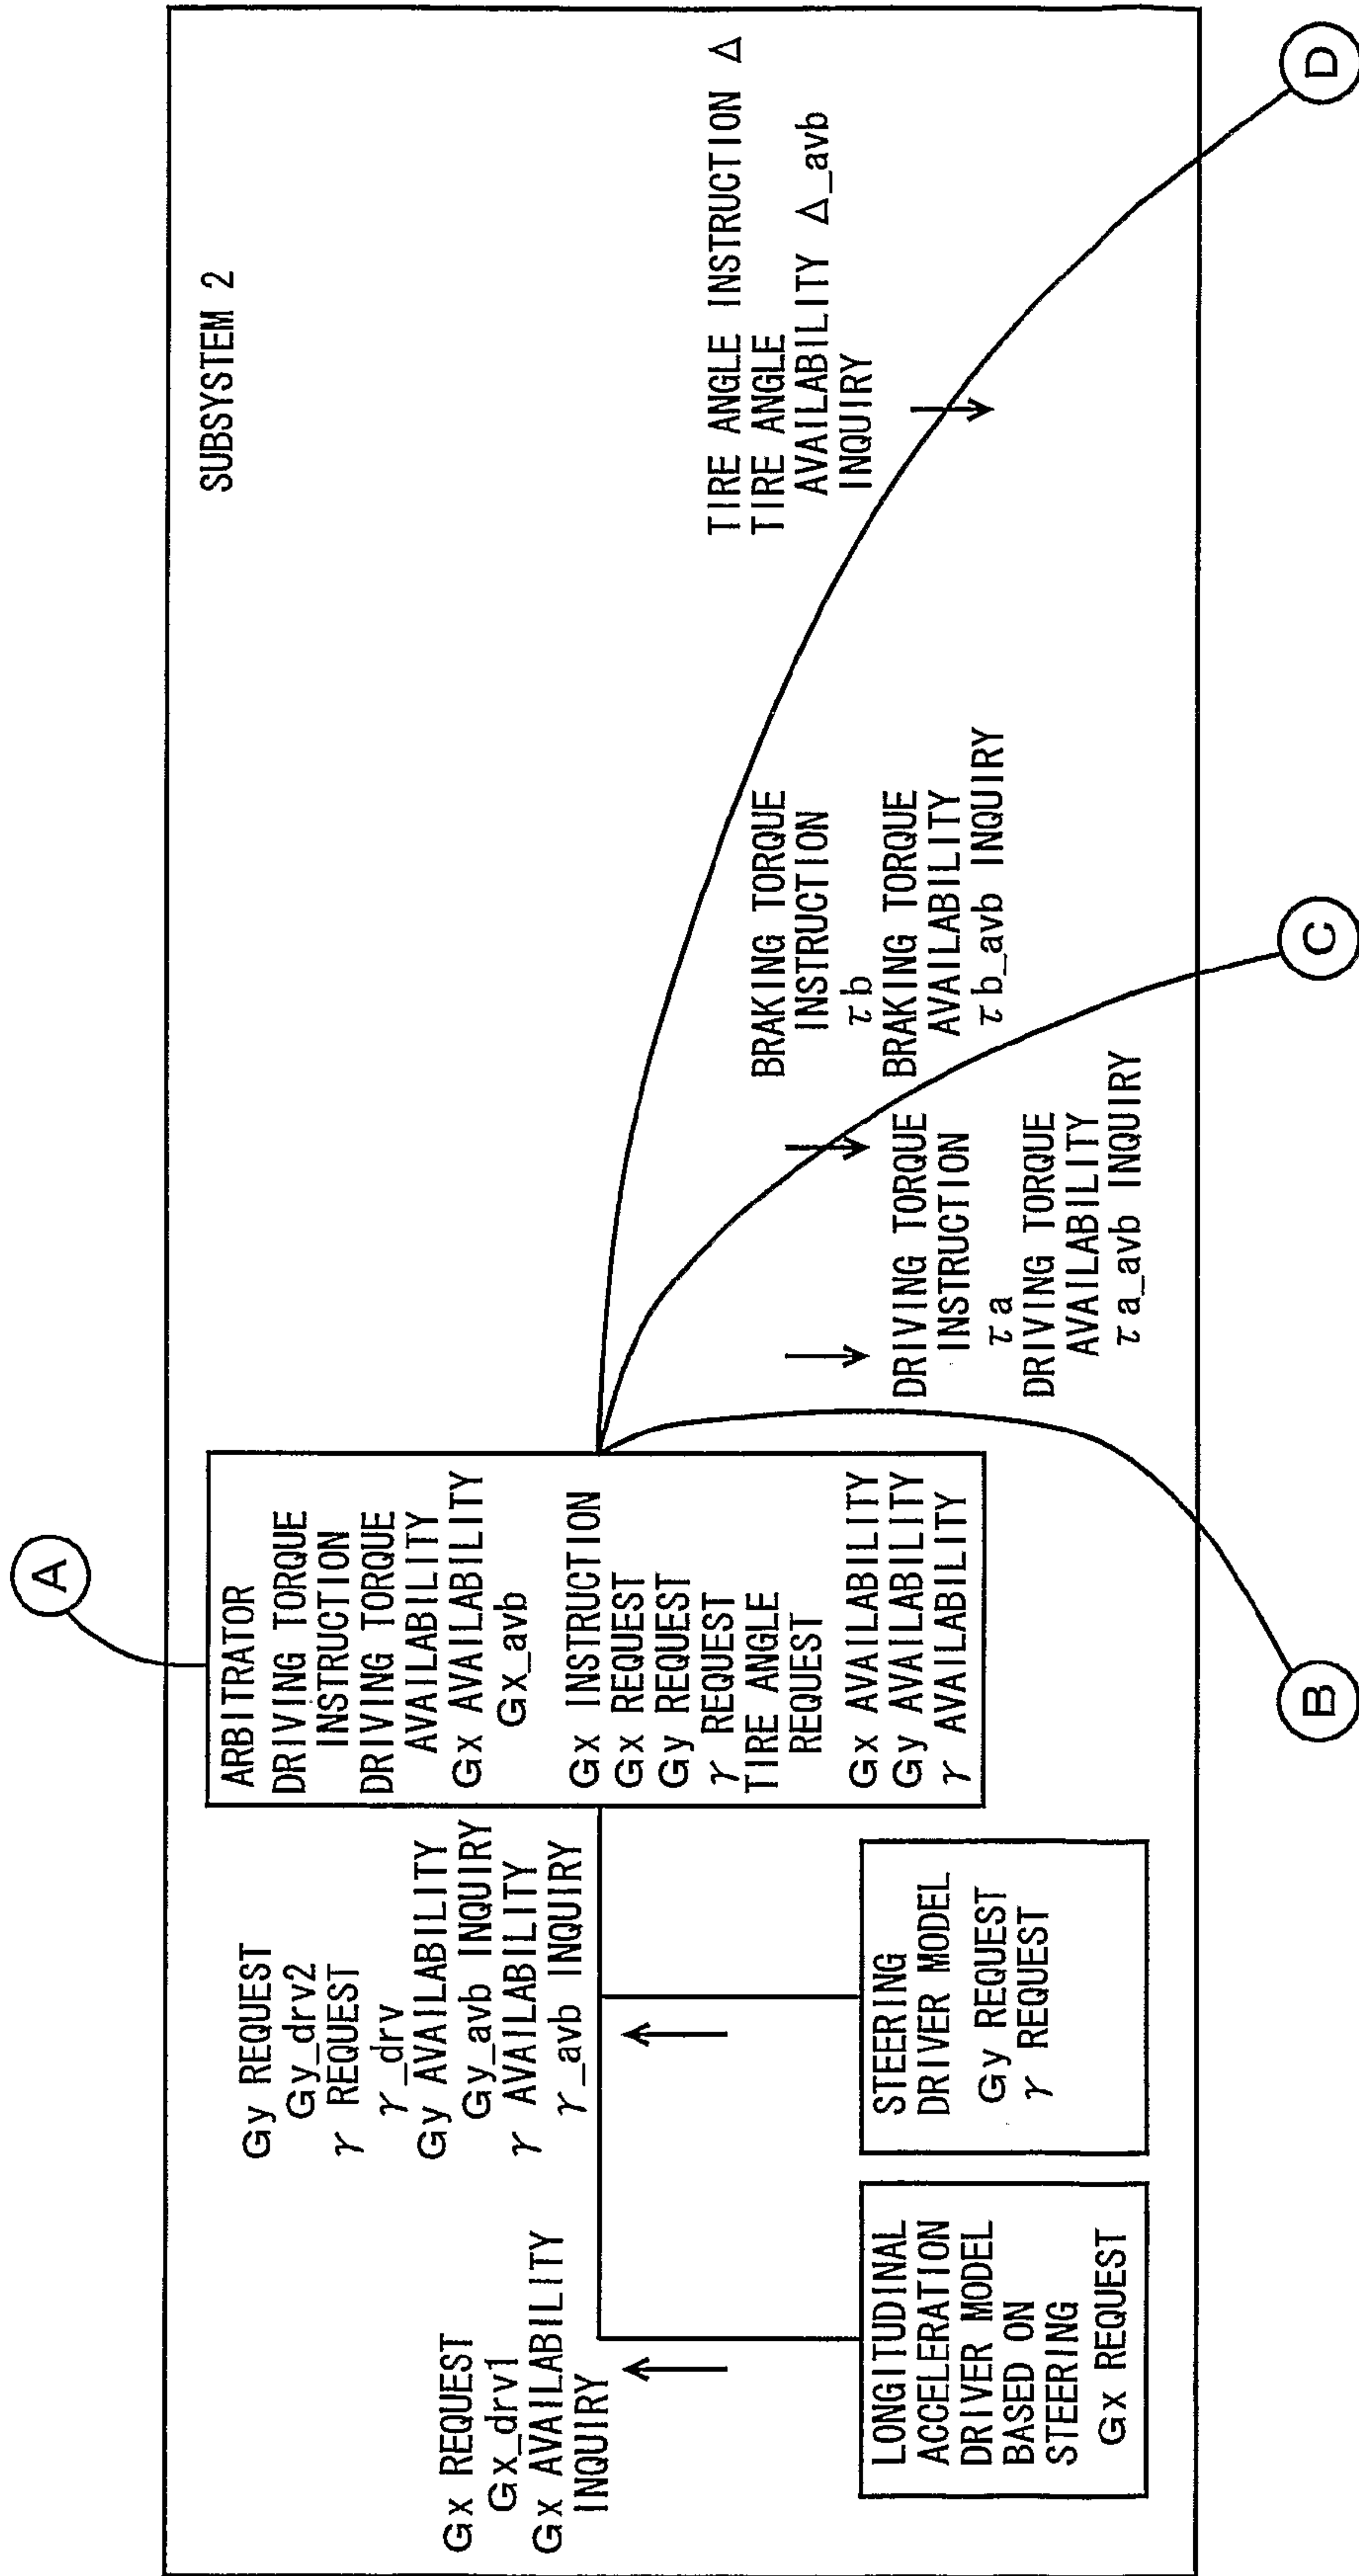 SUBSYSTEM 2
A
ARBITRATOR
DRIVING TORQUE
INSTRUCTION
DRIVING TORQUE
AVAILABILITY
Gx AVAILABILITY
Gx_avb
Gx INSTRUCTION
Gx REQUEST
Gy REQUEST
γ REQUEST
TIRE ANGLE
REQUEST
Gx AVAILABILITY
Gy AVAILABILITY
γ AVAILABILITY
Gx REQUEST
Gx_drv1
Gx AVAILABILITY
INQUIRY
Gy REQUEST
Gy_drv2
γ REQUEST
γ_drv
Gy AVAILABILITY
Gy_avb INQUIRY
γ AVAILABILITY
γ_avb INQUIRY
LONGITUDINAL
ACCELERATION
DRIVER MODEL
BASED ON
STEERING
Gx REQUEST
STEERING
DRIVER MODEL
Gy REQUEST
γ REQUEST
DRIVING TORQUE
INSTRUCTION
τa
DRIVING TORQUE
AVAILABILITY
τa_avb INQUIRY
BRAKING TORQUE
INSTRUCTION
τb
BRAKING TORQUE
AVAILABILITY
τb_avb INQUIRY
TIRE ANGLE INSTRUCTION Δ
TIRE ANGLE
AVAILABILITY Δ_avb
INQUIRY
B
C
D